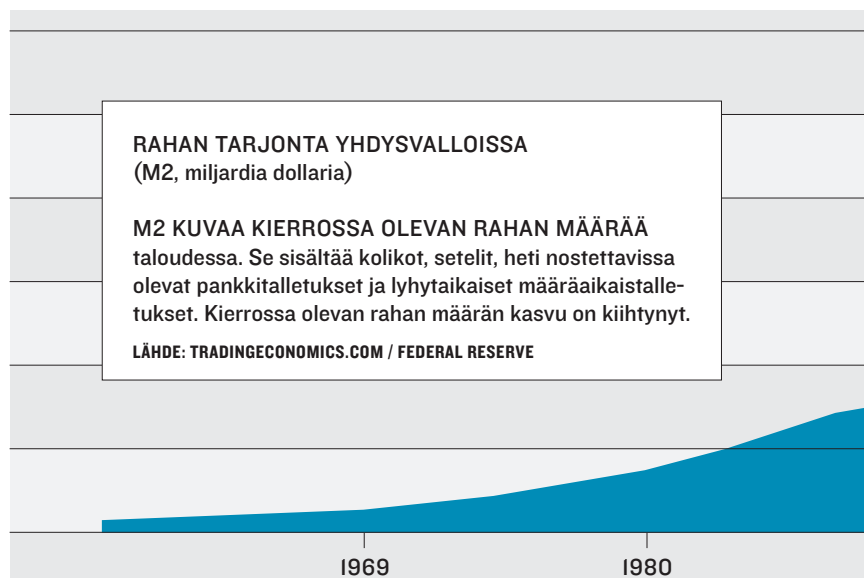 RAHAN TARJONTA YHDYSVALLOISSA
(M2, miljardia dollaria)
M2 KUVAA KIERROSSA OLEVAN RAHAN MÄÄRÄÄ
taloudessa. Se sisältää kolikot, setelit, heti nostettavissa
olevat pankkitalletukset ja lyhytaikaiset määräaikaistalle-
tukset. Kierrossa olevan rahan määrän kasvu on kiihtynyt.
LÄHDE: TRADINGECONOMICS.COM / FEDERAL RESERVE
1969 1980